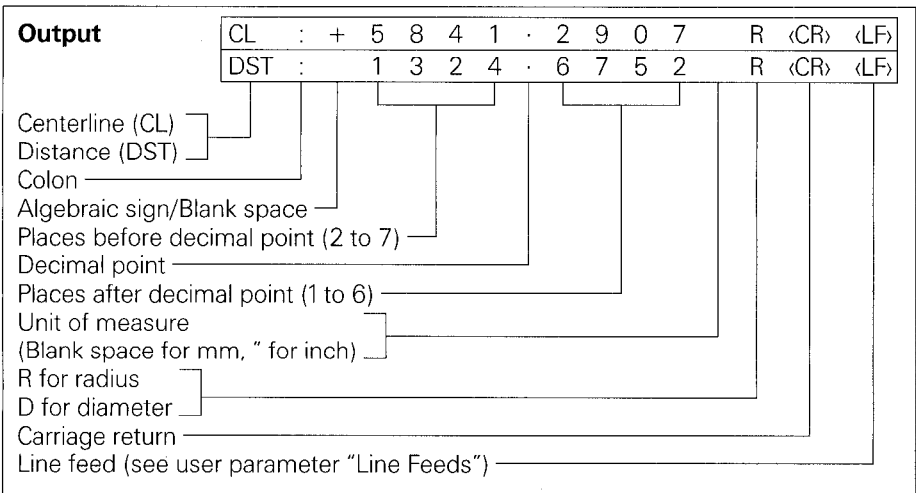 Output CL : + 5 8 4 1 · 2 9 0 7 R ‹CR› ‹LF›
DST : 1 3 2 4 · 6 7 5 2 R ‹CR› ‹LF›
Centerline (CL)
Distance (DST)
Colon
Algebraic sign/Blank space
Places before decimal point (2 to 7)
Decimal point
Places after decimal point (1 to 6)
Unit of measure
(Blank space for mm, " for inch)
R for radius
D for diameter
Carriage return
Line feed (see user parameter "Line Feeds")